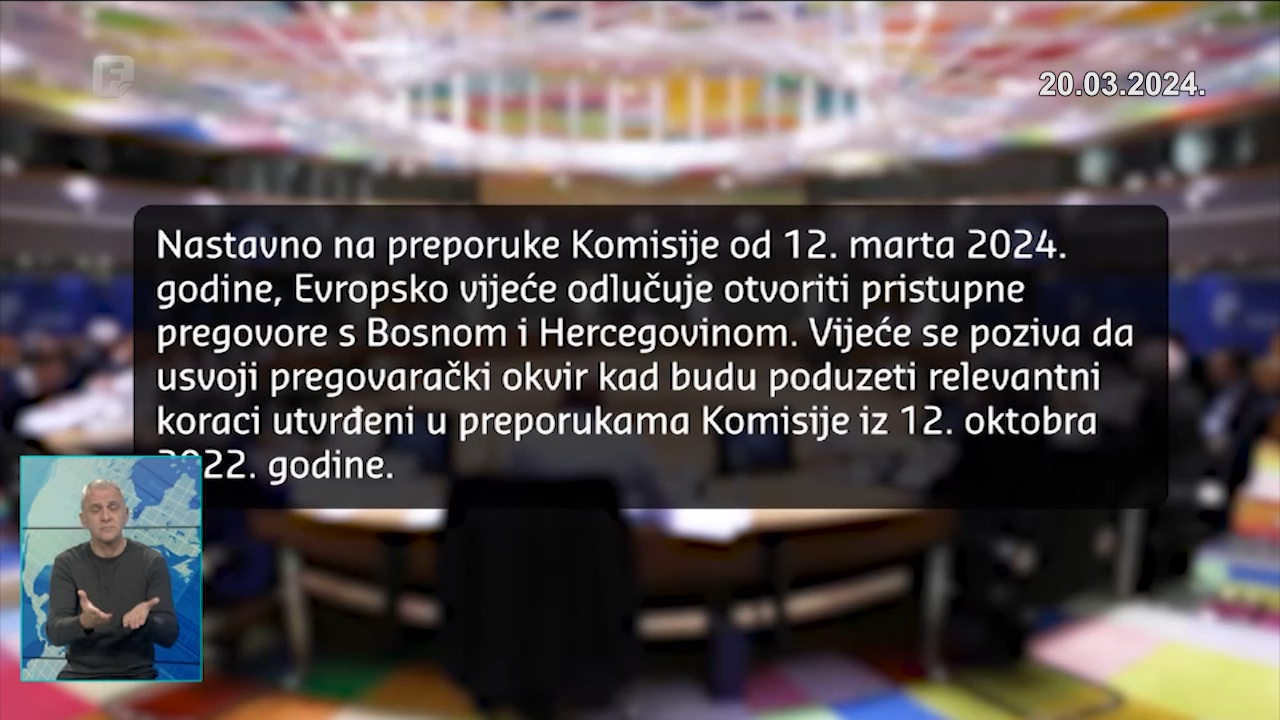 20.03.2024.
Nastavno na preporuke Komisije od 12. marta 2024.
godine, Evropsko vijeće odlučuje otvoriti pristupne
pregovore s Bosnom i Hercegovinom. Vijeće se poziva da
usvoji pregovarački okvir kad budu poduzeti relevantni
koraci utvrđeni u preporukama Komisije iz 12. oktobra
2022. godine.